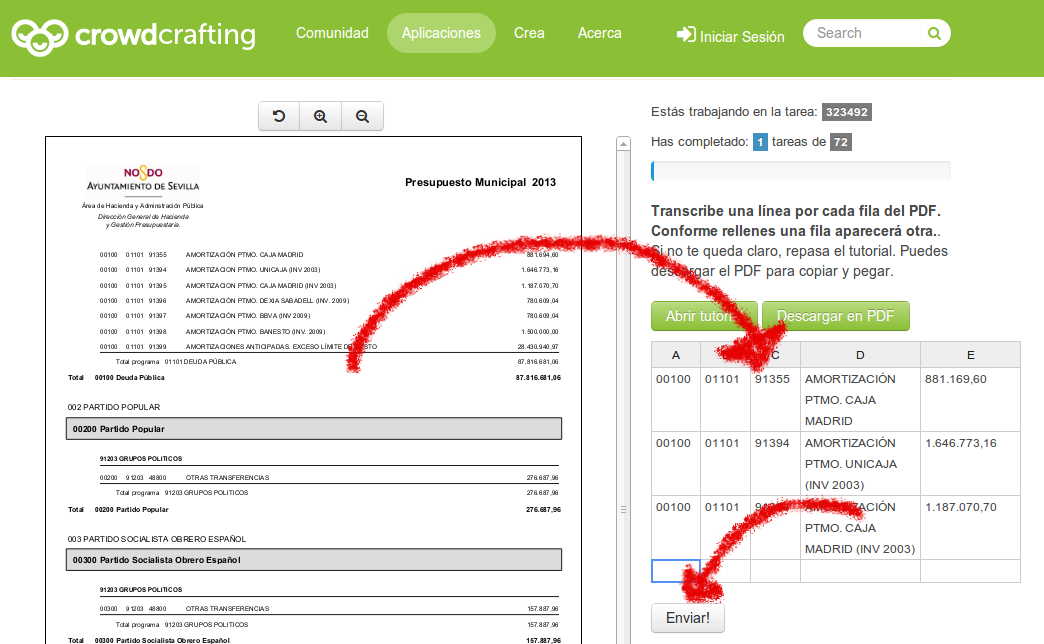 crowdcrafting
Comunidad
Aplicaciones
Crea
Acerca
Iniciar Sesión
Search
NO8DO
AYUNTAMIENTO DE SEVILLA
Área de Hacienda y Adminstración Pública
Dirección General de Hacienda
y Gestión Presupuestaria.
Presupuesto Municipal 2013
00100 01101 91355 AMORTIZACIÓN PTMO. CAJA MADRID 881.694,60
00100 01101 91394 AMORTIZACIÓN PTMO. UNICAJA (INV 2003) 1.646.773,16
00100 01101 91395 AMORTIZACION PTMO. CAJA MADRID (INV 2003) 1.187.070,70
00100 01101 91396 AMORTIZACIÓN PTMO. DEXIA SABADELL (INV. 2009) 780.609,04
00100 01101 91397 AMORTIZACIÓN PTMO. BBVA (INV 2009) 780.609,04
00100 01101 91398 AMORTIZACIÓN PTMO. BANESTO (INV. 2009) 1.500.000,00
00100 01101 91399 AMORTIZACIONES ANTICIPADAS. EXCESO LÍMITE 28.430.940,97
Total programa 01101 DEUDA PÚBLICA 87.816.681,06
Total 00100 Deuda Pública 87.816.681,06
002 PARTIDO POPULAR
00200 Partido Popular
91203 GRUPOS POLITICOS
00200 91203 48800 OTRAS TRANSFERENCIAS 276.687,96
Total programa 91203 GRUPOS POLITICOS 276.687,96
Total 00200 Partido Popular 276.687,96
003 PARTIDO SOCIALISTA OBRERO ESPAÑOL
00300 Partido Socialista Obrero Español
91203 GRUPOS POLITICOS
00300 91203 48800 OTRAS TRANSFERENCIAS 157.887,96
Total programa 91203 GRUPOS POLITICOS 157.887,96
Total 00300 Partido Socialista Obrero Español 157.887,96
Estás trabajando en la tarea: 323492
Has completado: 1 tareas de 72
Transcribe una línea por cada fila del PDF.
Conforme rellenes una fila aparecerá otra..
Si no te queda claro, repasa el tutorial. Puedes
descargar el PDF para copiar y pegar.
Abrir
Descargar en PDF
A C D E
00100 01101 91355 AMORTIZACIÓN 881.169,60
PTMO. CAJA
MADRID
00100 01101 91394 AMORTIZACIÓN 1.646.773,16
PTMO. UNICAJA
(INV 2003)
00100 01101 AMORTIZACIÓN 1.187.070,70
PTMO. CAJA
MADRID (INV 2003)
Enviar!